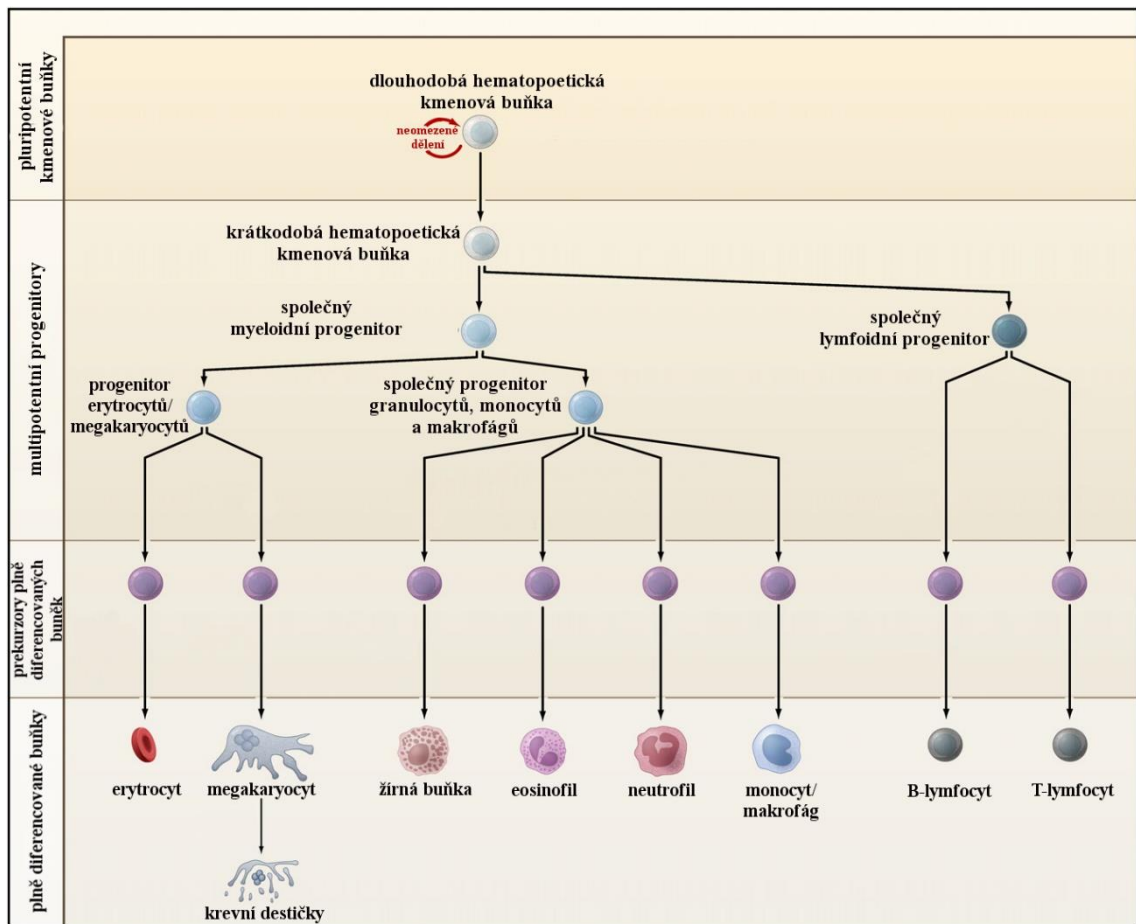 pluripotentní
kmenové buňky
dlouhodobá hematopoetická
kmenová buňka
neomezené
dělení
multipotentní progenitory
krátkodobá hematopoetická
kmenová buňka
společný
myeloidní progenitor
společný
lymfoidní progenitor
progenitor
erytrocytů/
megakaryocytů
společný progenitor
granulocytů, monocytů
a makrofágů
prekurzory plně
diferencovaných
buněk
plně diferencované buňky
erytrocyt
megakaryocyt
žírná buňka
eosinofil
neutrofil
monocyt/
makrofág
B-lymfocyt
T-lymfocyt
krevní destičky